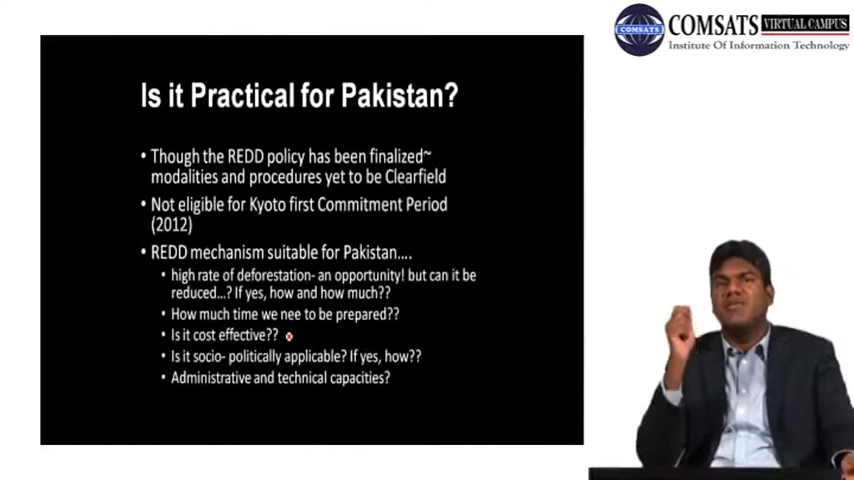 COMSATS VIRTUAL CAMPUS
COMSATS
Institute Of Information Technology
Is it Practical for Pakistan?
• Though the REDD policy has been finalized~
modalities and procedures yet to be Clearfield
• Not eligible for Kyoto first Commitment Period
(2012)
• REDD mechanism suitable for Pakistan....
• high rate of deforestation- an opportunity! but can it be
reduced...? If yes, how and how much??
• How much time we nee to be prepared??
• Is it cost effective??
• Is it socio- politically applicable? If yes, how??
• Administrative and technical capacities?